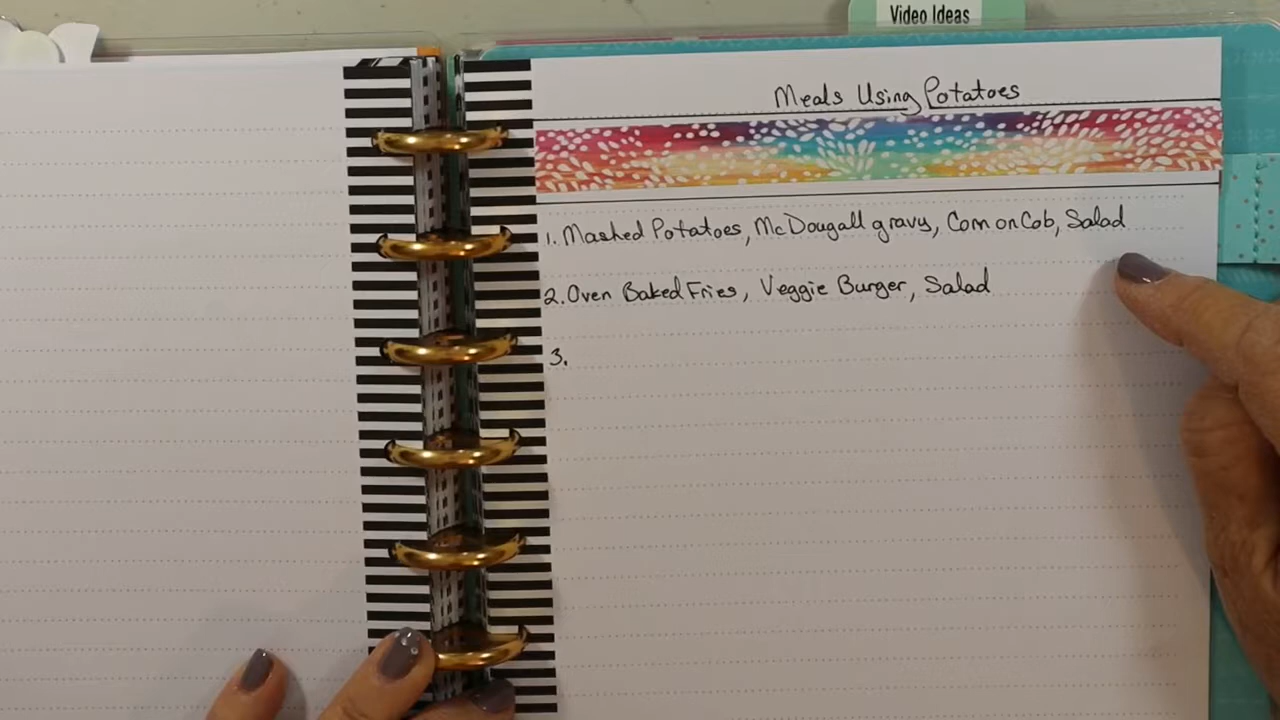 Video Ideas
Meals Using Potatoes
1. Mashed Potatoes, McDougall gravy, Corn on Cob, Salad
2. Oven Baked Fries, Veggie Burger, Salad
3.